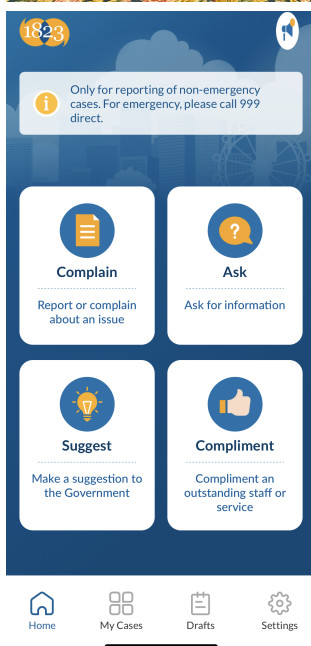 1823
Only for reporting of non-emergency
cases. For emergency, please call 999
direct.
Complain
Report or complain
about an issue
Ask
Ask for information
Suggest
Make a suggestion to
the Government
Compliment
Compliment an
outstanding staff or
service
Home
My Cases
Drafts
Settings